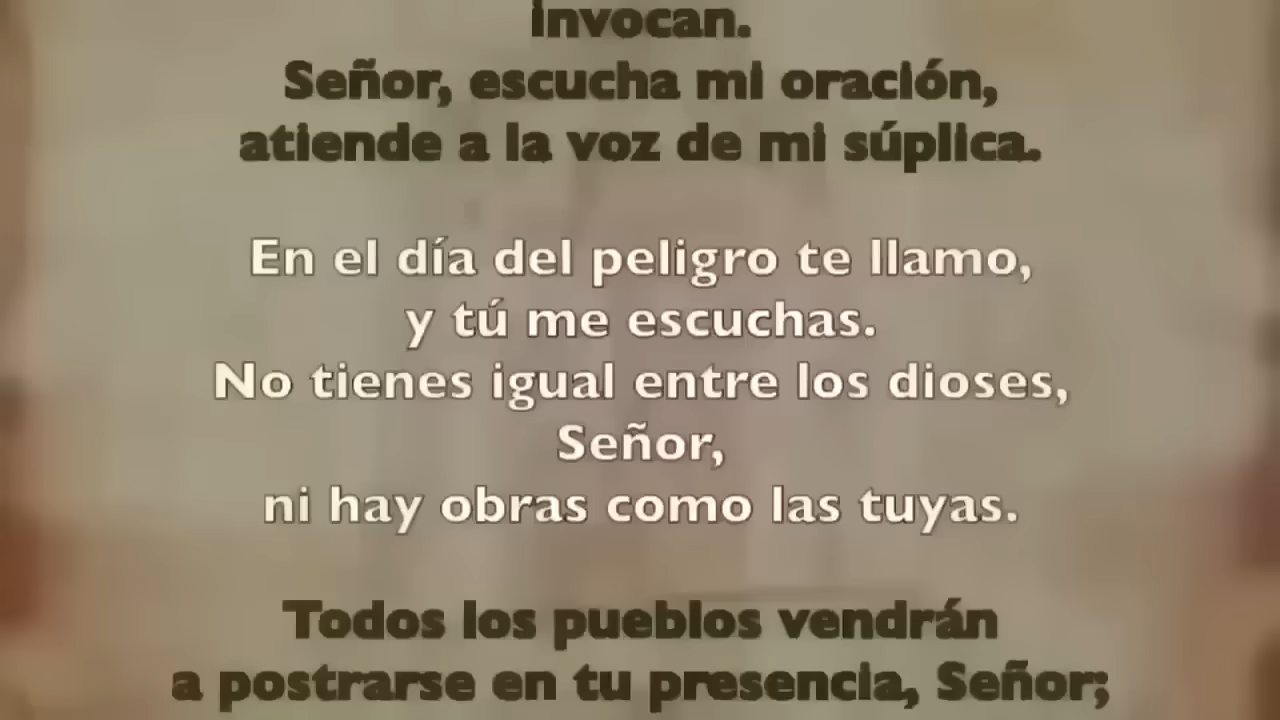 invocan.
Señor, escucha mi oración,
atiende a la voz de mi súplica.
En el día del peligro te llamo,
y tú me escuchas.
No tienes igual entre los dioses,
Señor,
ni hay obras como las tuyas.
Todos los pueblos vendrán
a postrarse en tu presencia, Señor;